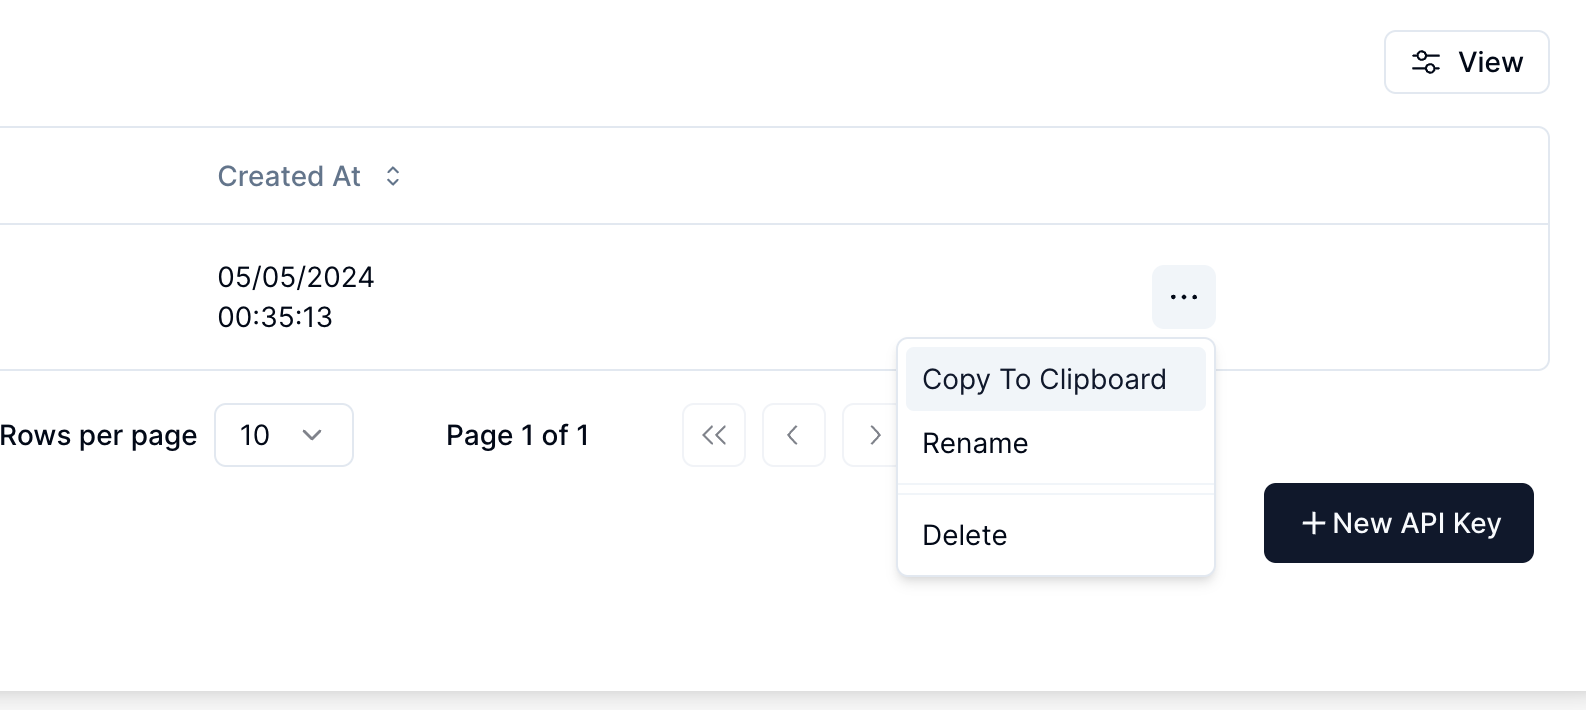 View
Created At
05/05/2024
00:35:13
Copy To Clipboard
Rows per page 10 Page 1 of 1
Rename
New API Key
Delete